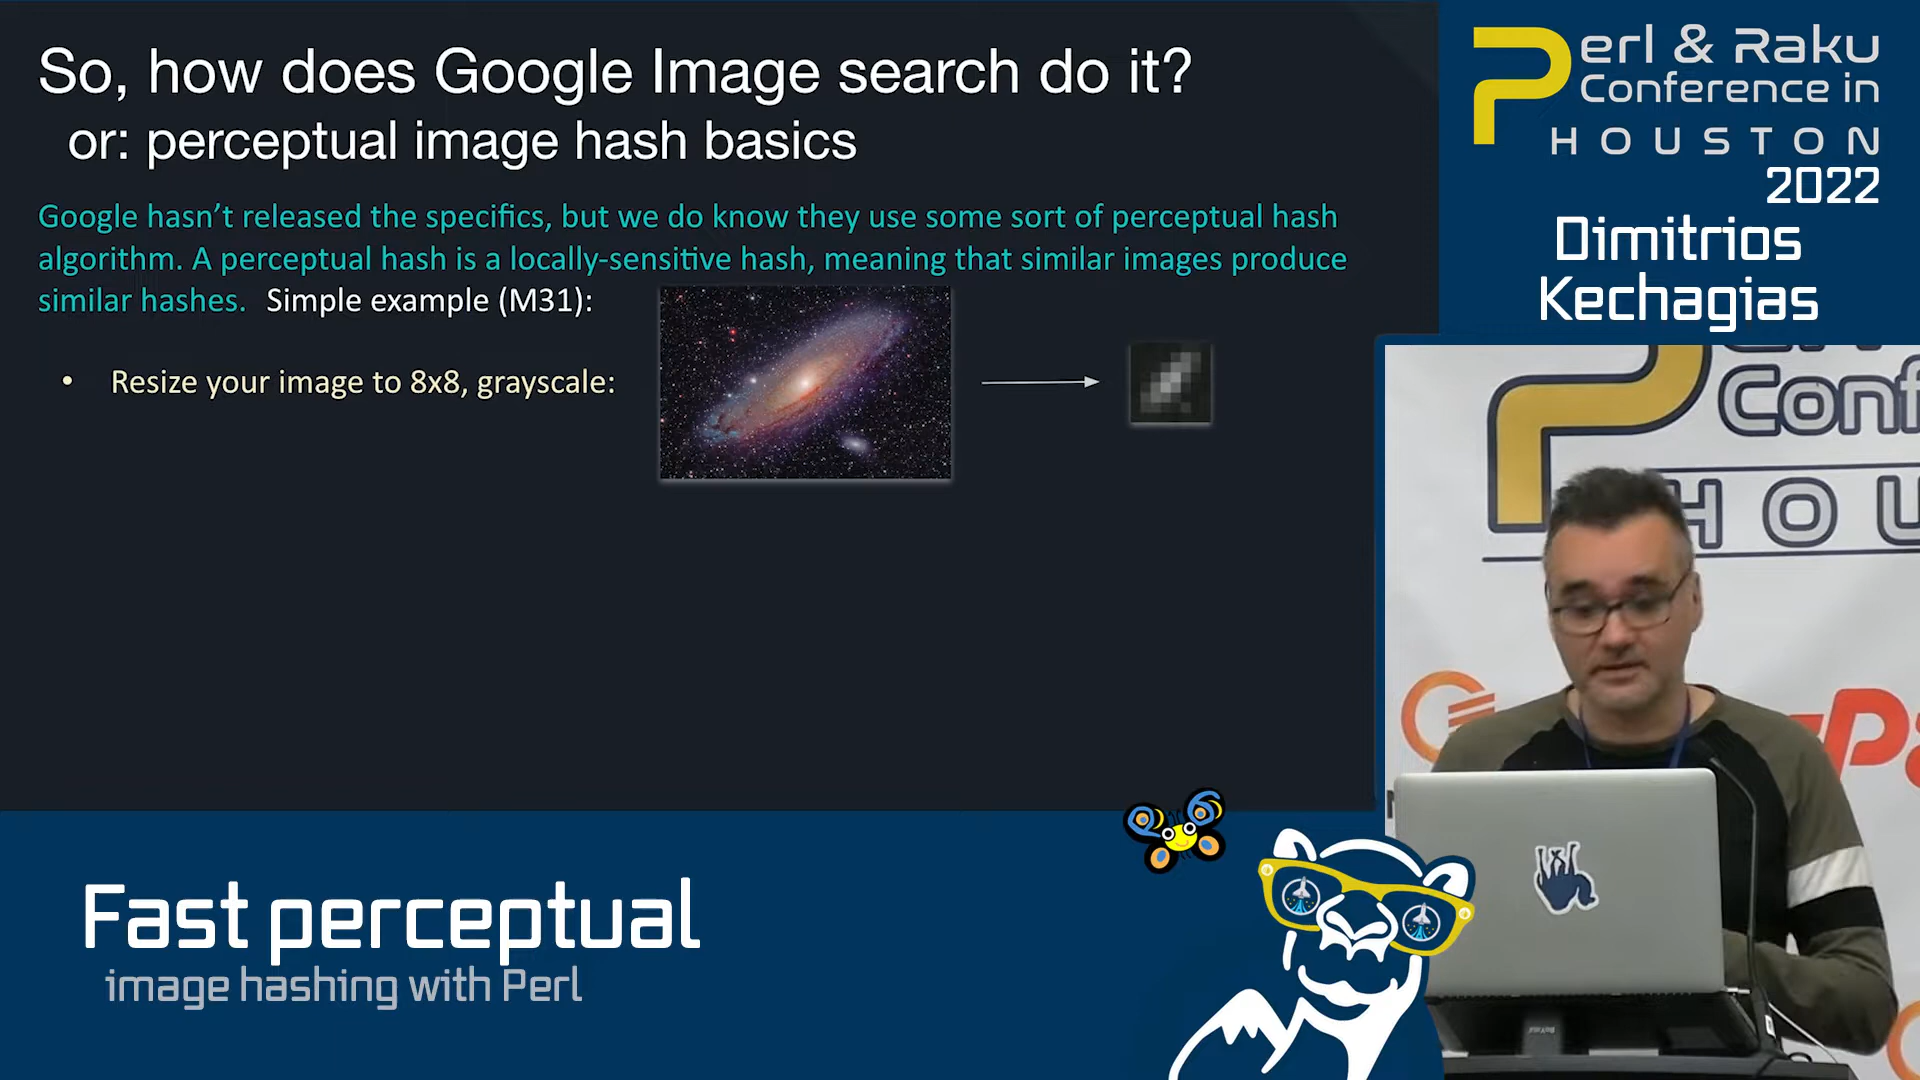 So, how does Google Image search do it?
or: perceptual image hash basics
Google hasn't released the specifics, but we do know they use some sort of perceptual hash
algorithm. A perceptual hash is a locally-sensitive hash, meaning that similar images produce
similar hashes. Simple example (M31):
• Resize your image to 8x8, grayscale:
Perl & Raku
Conference in
HOUSTON
2022
Dimitrios
Kechagias
Conf
HOU
Fast perceptual
image hashing with Perl